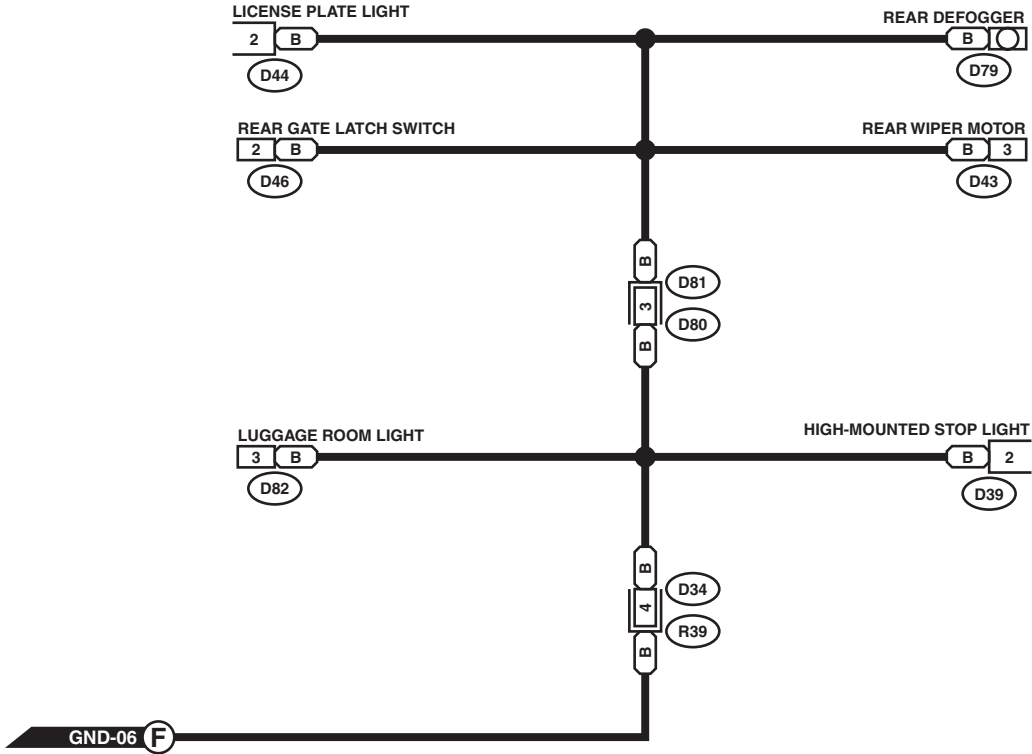 LICENSE PLATE LIGHT
2 B
D44
REAR DEFOGGER
B
D79
REAR GATE LATCH SWITCH
2 B
D46
REAR WIPER MOTOR
B 3
D43
B
D81
3
D80
B
LUGGAGE ROOM LIGHT
3 B
D82
HIGH-MOUNTED STOP LIGHT
B 2
D39
B
D34
4
R39
B
GND-06 F